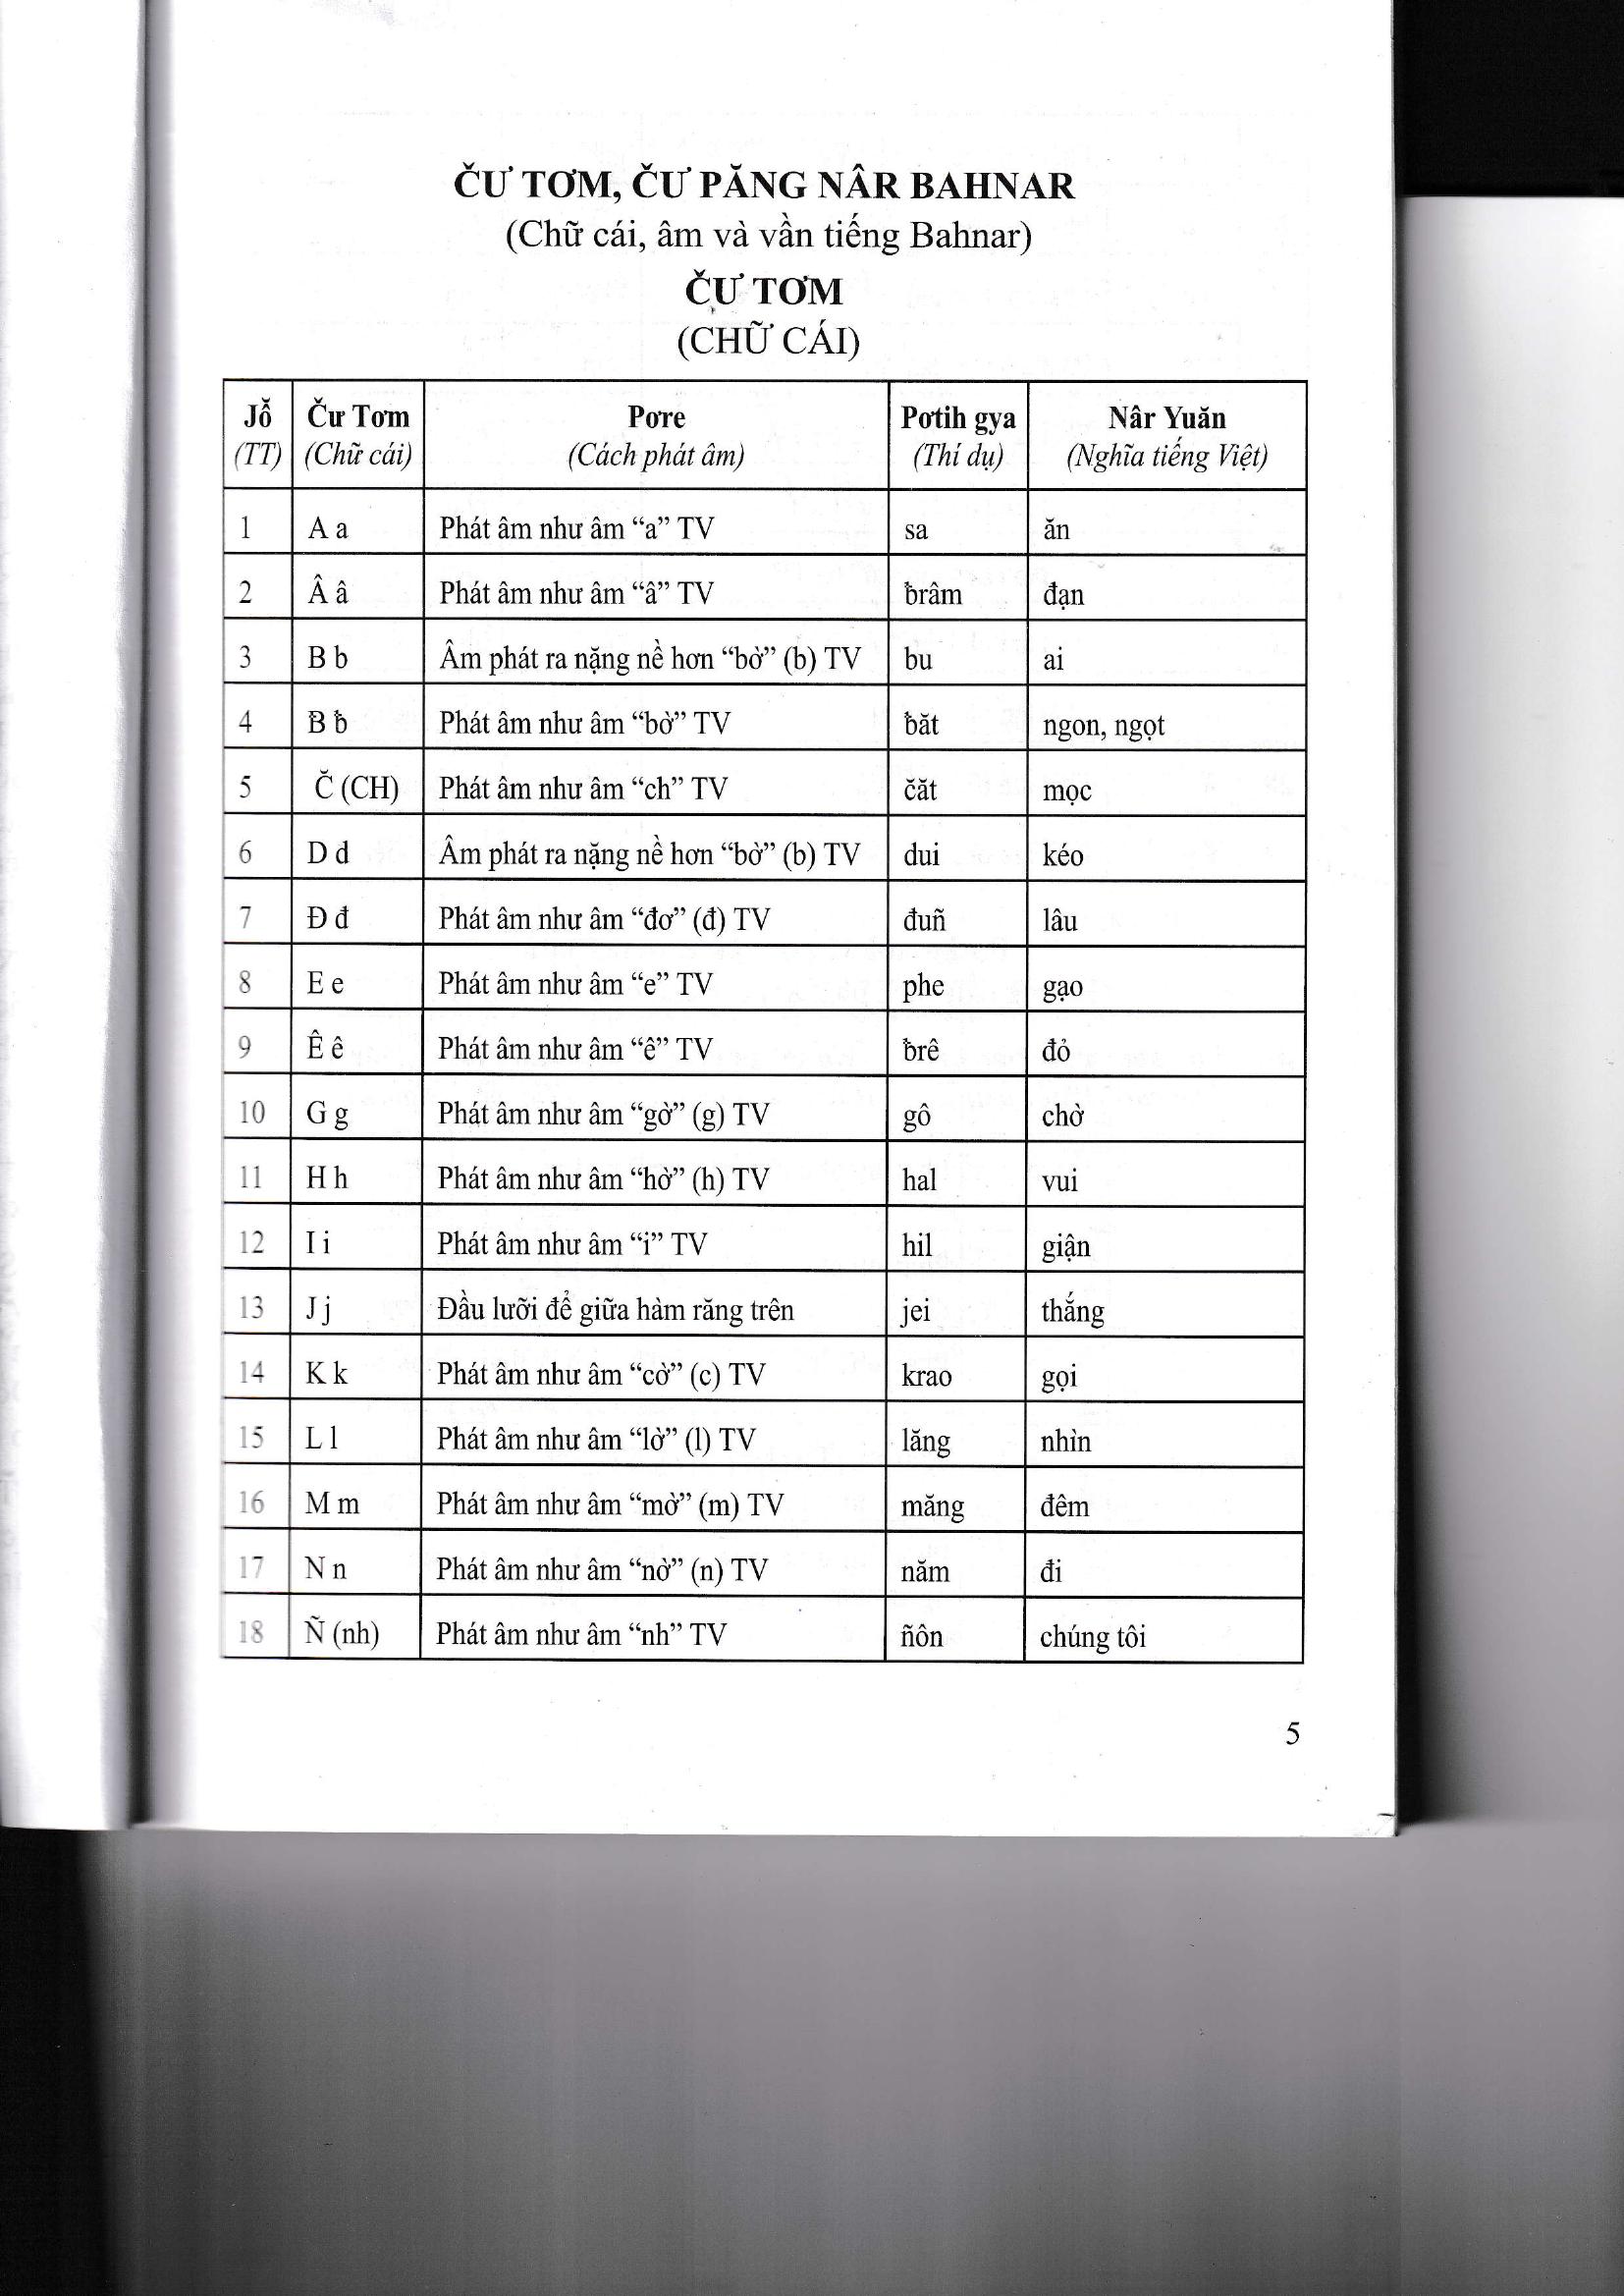 ČƯ TƠM, ČƯ PĂNG NÂR BAHNAR
(Chữ cái, âm và vần tiếng Bahnar)
ČƯ TƠM
(CHỮ CÁI)
Jô̆ Čư Tơm Pơre Pơtih gya Nâr Yuăn
(TT) (Chữ cái) (Cách phát âm) (Thí dụ) (Nghĩa tiếng Việt)
1 A a Phát âm như âm “a” TV sa ăn
2 Â â Phát âm như âm “â” TV ƀrâm đạn
3 B b Âm phát ra nặng nề hơn “bờ” (b) TV bu ai
4 Ƀ ƀ Phát âm như âm “bờ” TV ƀăt ngon, ngọt
5 Č (CH) Phát âm như âm “ch” TV čăt mọc
6 D d Âm phát ra nặng nề hơn “bờ” (b) TV dui kéo
7 Đ đ Phát âm như âm “đơ” (đ) TV đuñ lâu
8 E e Phát âm như âm “e” TV phe gạo
9 Ê ê Phát âm như âm “ê” TV ƀrê đỏ
10 G g Phát âm như âm “gờ” (g) TV gô chờ
11 H h Phát âm như âm “hờ” (h) TV hal vui
12 I i Phát âm như âm “i” TV hil giận
13 J j Đầu lưỡi để giữa hàm răng trên jei thắng
14 K k Phát âm như âm “cờ” (c) TV krao gọi
15 L l Phát âm như âm “lờ” (l) TV lăng nhìn
16 M m Phát âm như âm “mờ” (m) TV măng đêm
17 N n Phát âm như âm “nờ” (n) TV năm đi
18 Ñ (nh) Phát âm như âm “nh” TV ñôn chúng tôi
5